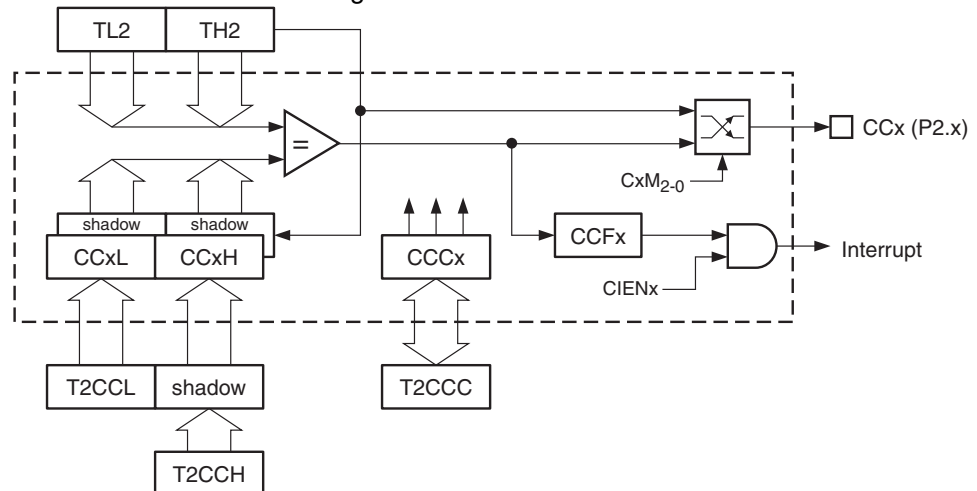 TL2 TH2
=
CCx (P2.x)
CxM2-0
shadow shadow
CCxL CCxH
CCCx
CCFx
Interrupt
CIENx
T2CCL shadow
T2CCC
T2CCH